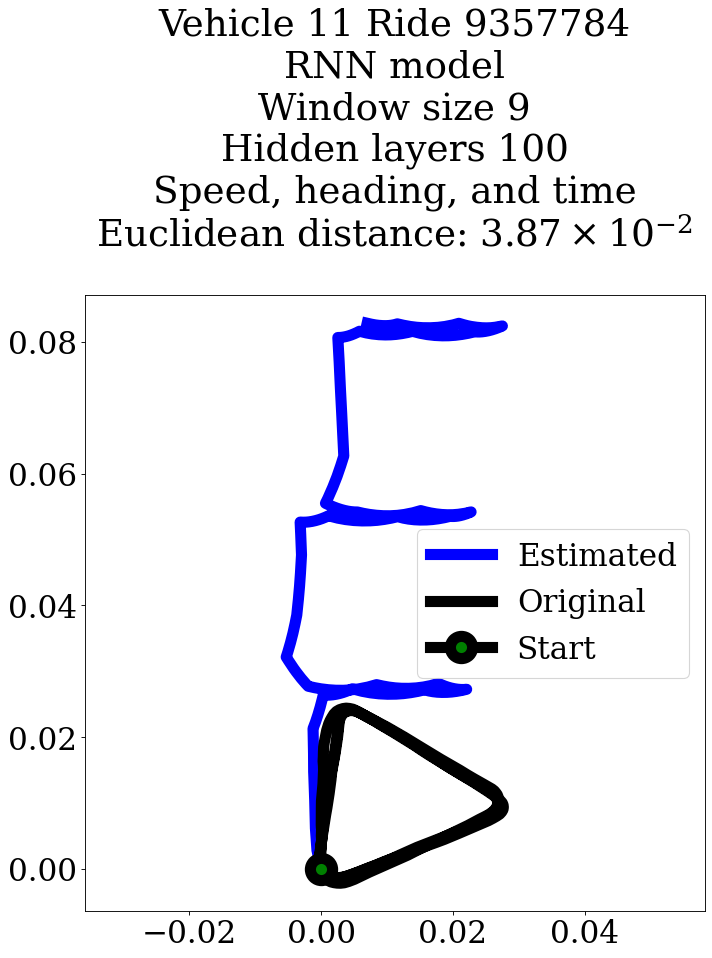 Vehicle 11 Ride 9357784
RNN model
Window size 9
Hidden layers 100
Speed, heading, and time
Euclidean distance: 3.87 × 10⁻²
0.08
0.06
0.04
0.02
0.00
Estimated
Original
Start
−0.02 0.00 0.02 0.04